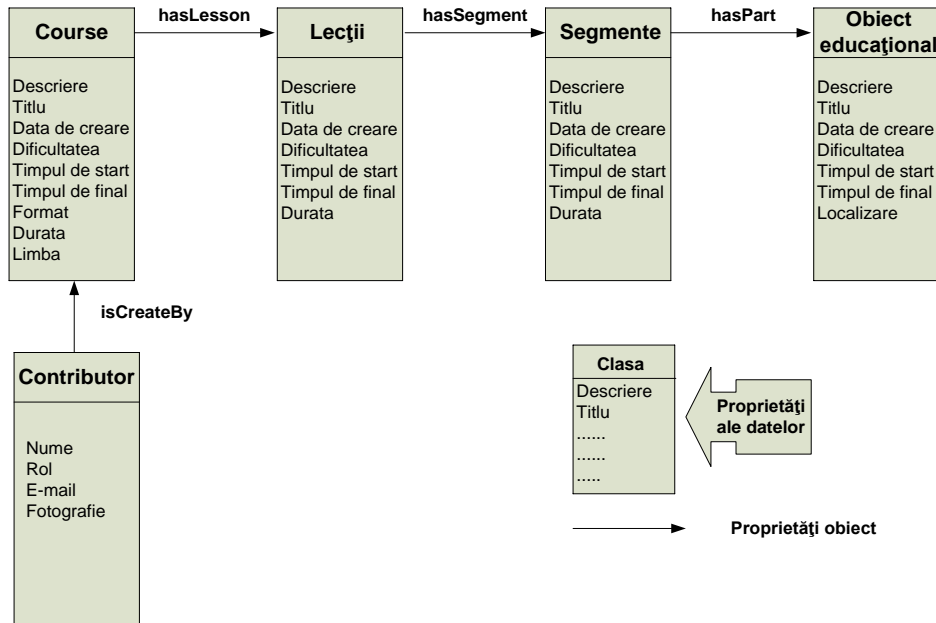 Course
Descriere
Titlu
Data de creare
Dificultatea
Timpul de start
Timpul de final
Format
Durata
Limba
hasLesson
Lecţii
Descriere
Titlu
Data de creare
Dificultatea
Timpul de start
Timpul de final
Durata
hasSegment
Segmente
Descriere
Titlu
Data de creare
Dificultatea
Timpul de start
Timpul de final
Durata
hasPart
Obiect
educaţional
Descriere
Titlu
Data de creare
Dificultatea
Timpul de start
Timpul de final
Localizare
isCreateBy
Contributor
Nume
Rol
E-mail
Fotografie
Clasa
Descriere
Titlu
......
......
.....
Proprietăţi
ale datelor
Proprietăţi obiect